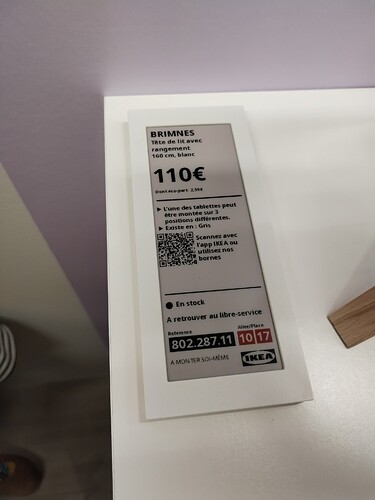 BRIMNES
Tête de lit avec
rangement
160 cm, blanc
110€
Dont éco-part. 2,50€
▶ L'une des tablettes peut
être montée sur 3
positions différentes.
▶ Existe en : Gris
Scannez avec
l'app IKEA ou
utilisez nos
bornes
En stock
A retrouver au libre-service
Référence Allée/Place
802.287.11 10 17
A MONTER SOI-MÊME IKEA